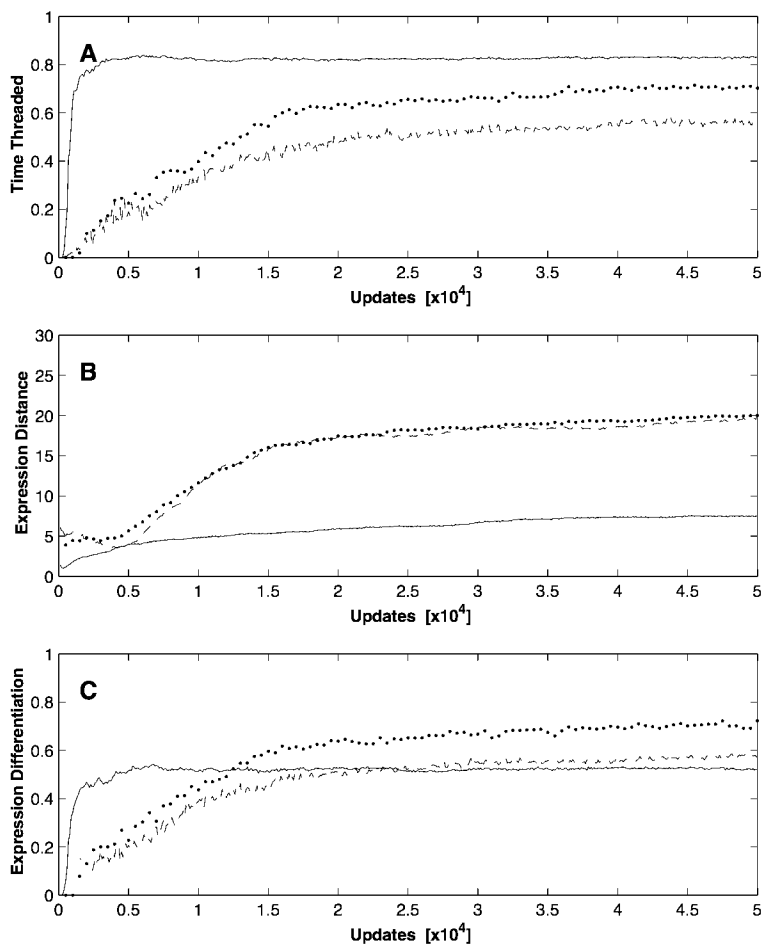 A
Time Threaded
1
0.8
0.6
0.4
0.2
0
0 0.5 1 1.5 2 2.5 3 3.5 4 4.5 5
Updates [x10^4]
B
Expression Distance
30
25
20
15
10
5
0
0 0.5 1 1.5 2 2.5 3 3.5 4 4.5 5
Updates [x10^4]
C
Expression Differentiation
1
0.8
0.6
0.4
0.2
0
0 0.5 1 1.5 2 2.5 3 3.5 4 4.5 5
Updates [x10^4]